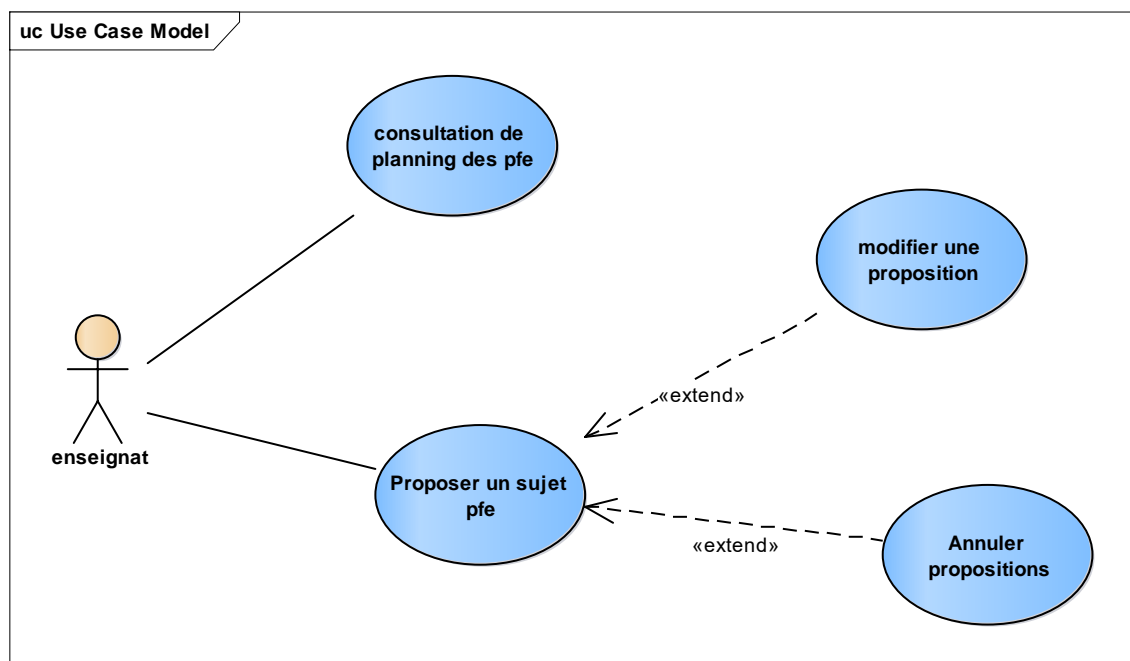 uc Use Case Model
consultation de
planning des pfe
modifier une
proposition
«extend»
enseignat
Proposer un sujet
pfe
«extend»
Annuler
propositions